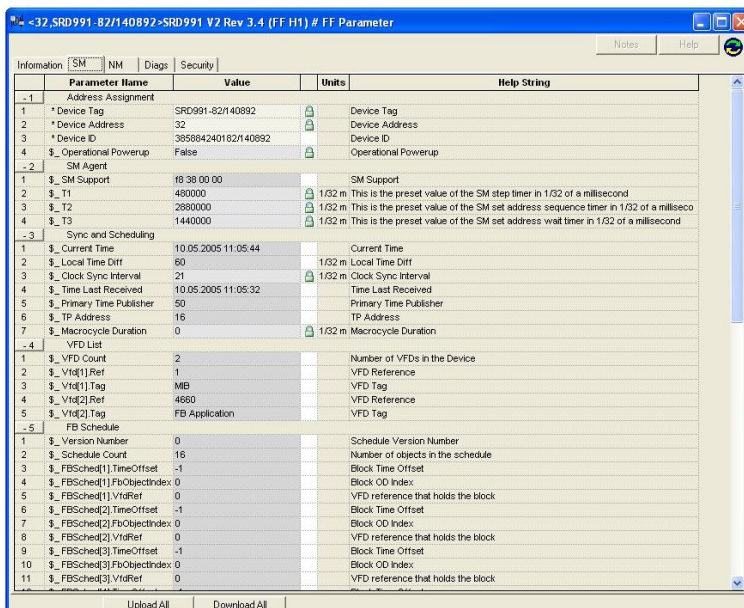 <32,SRD991-82/140892>SRD991 V2 Rev 3.4 (FF H1) # FF Parameter
Notes Help
Information SM NM Diags Security
Parameter Name Value Units Help String
- 1 Address Assignment
1 * Device Tag SRD991-82/140892 Device Tag
2 * Device Address 32 Device Address
3 * Device ID 385884240182/140892 Device ID
4 $_ Operational Powerup False Operational Powerup
- 2 SM Agent
1 $_ SM Support f8 38 00 00 SM Support
2 $_ T1 480000 1/32 m This is the preset value of the SM step timer in 1/32 of a millisecond
3 $_ T2 2880000 1/32 m This is the preset value of the SM set address sequence timer in 1/32 of a milliseco
4 $_ T3 1440000 1/32 m This is the preset value of the SM set address wait timer in 1/32 of a millisecond
- 3 Sync and Scheduling
1 $_ Current Time 10.05.2005 11:05:44 Current Time
2 $_ Local Time Diff 60 1/32 m Local Time Diff
3 $_ Clock Sync Interval 21 1/32 m Clock Sync Interval
4 $_ Time Last Received 10.05.2005 11:05:32 Time Last Received
5 $_ Primary Time Publisher 50 Primary Time Publisher
6 $_ TP Address 16 TP Address
7 $_ Macrocycle Duration 0 1/32 m Macrocycle Duration
- 4 VFD List
1 $_ VFD Count 2 Number of VFDs in the Device
2 $_ Vfd[1].Ref 1 VFD Reference
3 $_ Vfd[1].Tag MIB VFD Tag
4 $_ Vfd[2].Ref 4660 VFD Reference
5 $_ Vfd[2].Tag FB Application VFD Tag
- 5 FB Schedule
1 $_ Version Number 0 Schedule Version Number
2 $_ Schedule Count 16 Number of objects in the schedule
3 $_ FBSched[1].TimeOffset -1 Block Time Offset
4 $_ FBSched[1].FbObjectIndex 0 Block OD Index
5 $_ FBSched[1].VfdRef 0 VFD reference that holds the block
6 $_ FBSched[2].TimeOffset -1 Block Time Offset
7 $_ FBSched[2].FbObjectIndex 0 Block OD Index
8 $_ FBSched[2].VfdRef 0 VFD reference that holds the block
9 $_ FBSched[3].TimeOffset -1 Block Time Offset
10 $_ FBSched[3].FbObjectIndex 0 Block OD Index
11 $_ FBSched[3].VfdRef 0 VFD reference that holds the block
Upload All Download All